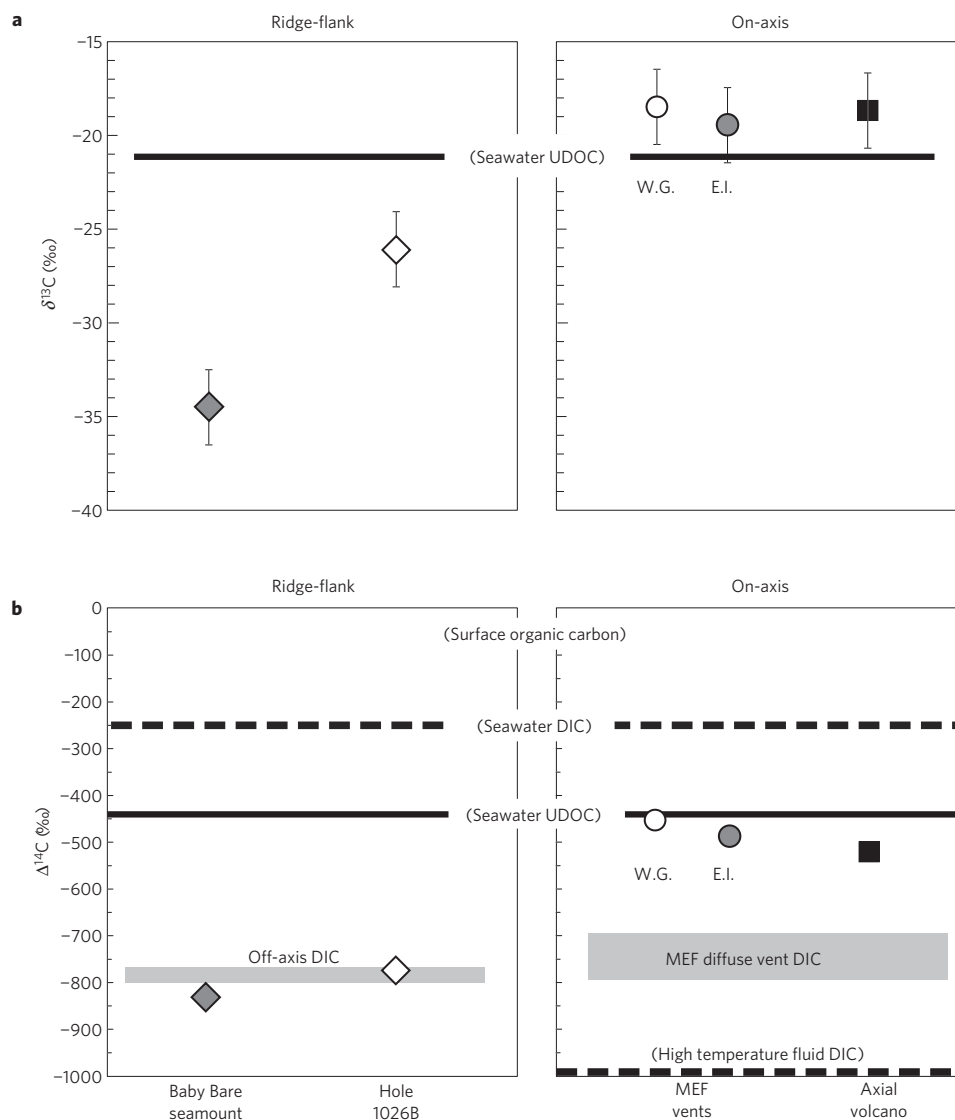 a
Ridge-flank
On-axis
−15
−20
−25
−30
−35
−40
δ¹³C (‰)
(Seawater UDOC)
W.G.
E.I.
b
Ridge-flank
On-axis
0
−100
−200
−300
−400
−500
−600
−700
−800
−900
−1000
Δ¹⁴C (‰)
(Surface organic carbon)
(Seawater DIC)
(Seawater UDOC)
W.G.
E.I.
Off-axis DIC
MEF diffuse vent DIC
(High temperature fluid DIC)
Baby Bare
seamount
Hole
1026B
MEF
vents
Axial
volcano